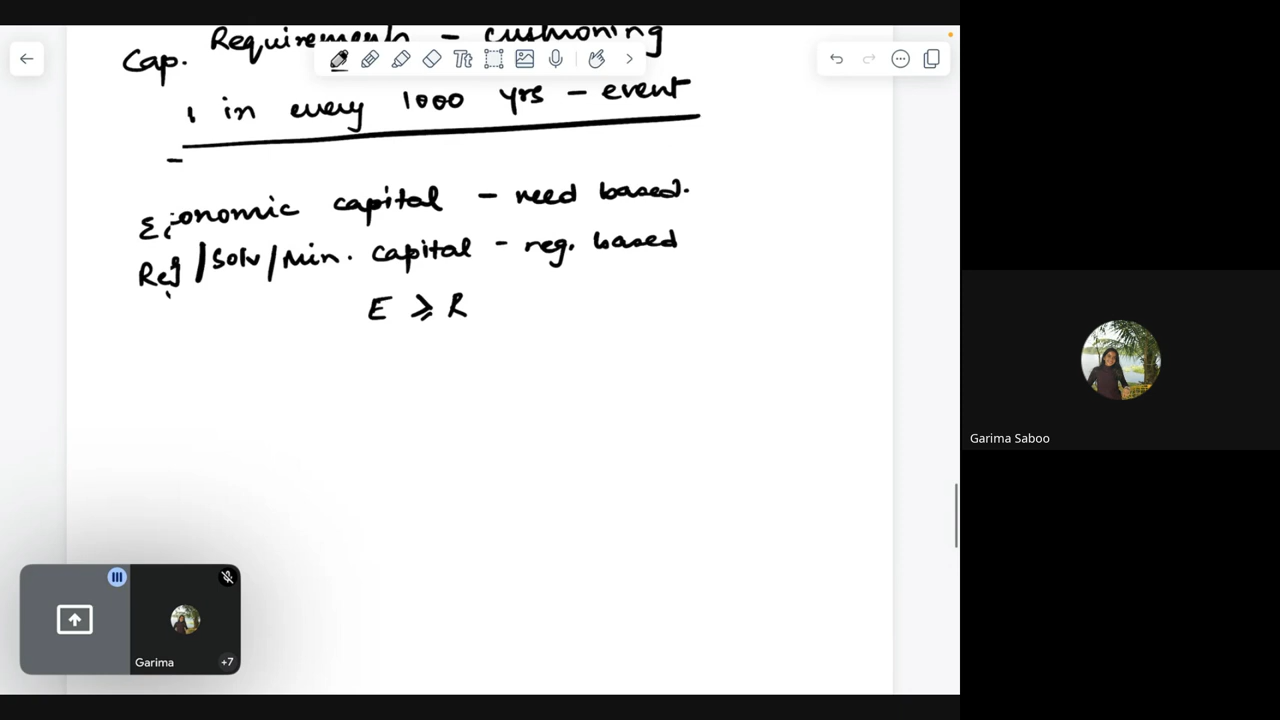 Requirements - cushioning
Cap.
1 in every 1000 yrs - event
Economic capital - need based.
Reg/Solv/Min. capital - reg. based
E ⩾ R
Tt
Garima Saboo
Garima
+7